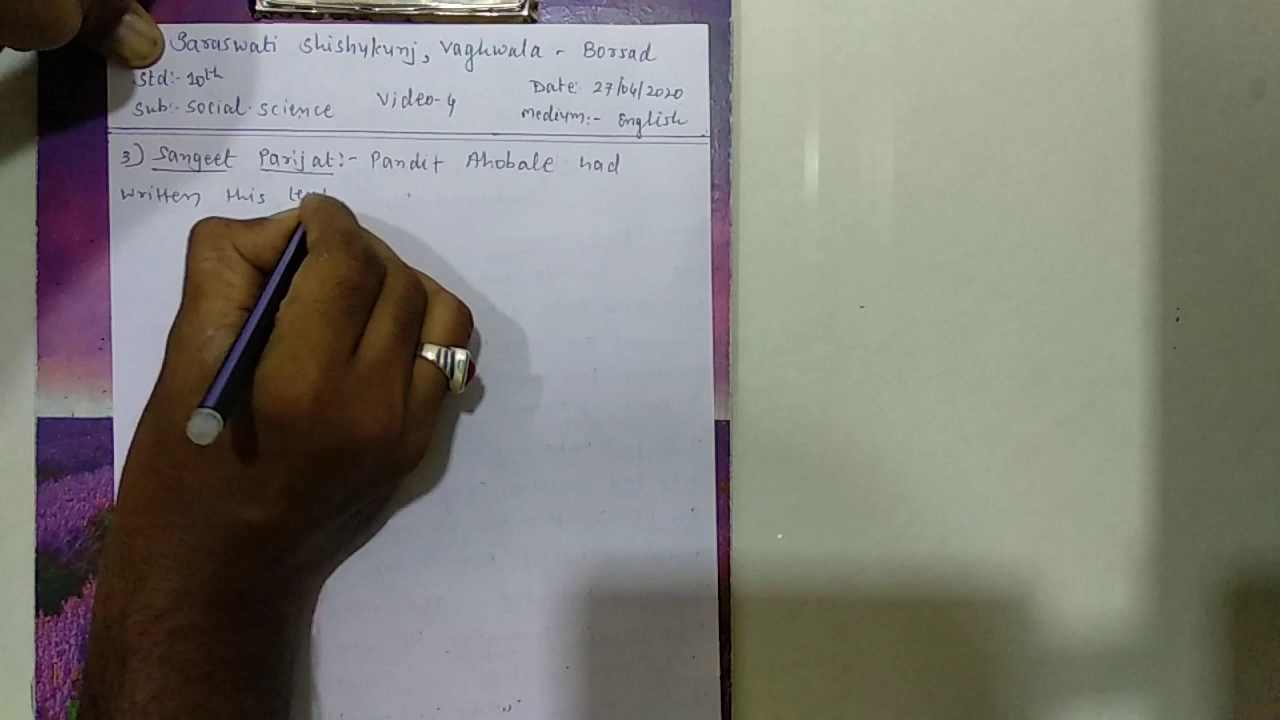 Saraswati Shishykunj, Vaghwala - Borsad
Std:- 10th
Date: 27/04/2020
Sub:- Social science
Video-4
Medium:- English
3) Sangeet Parijat:- Pandit Ahobale had
written this